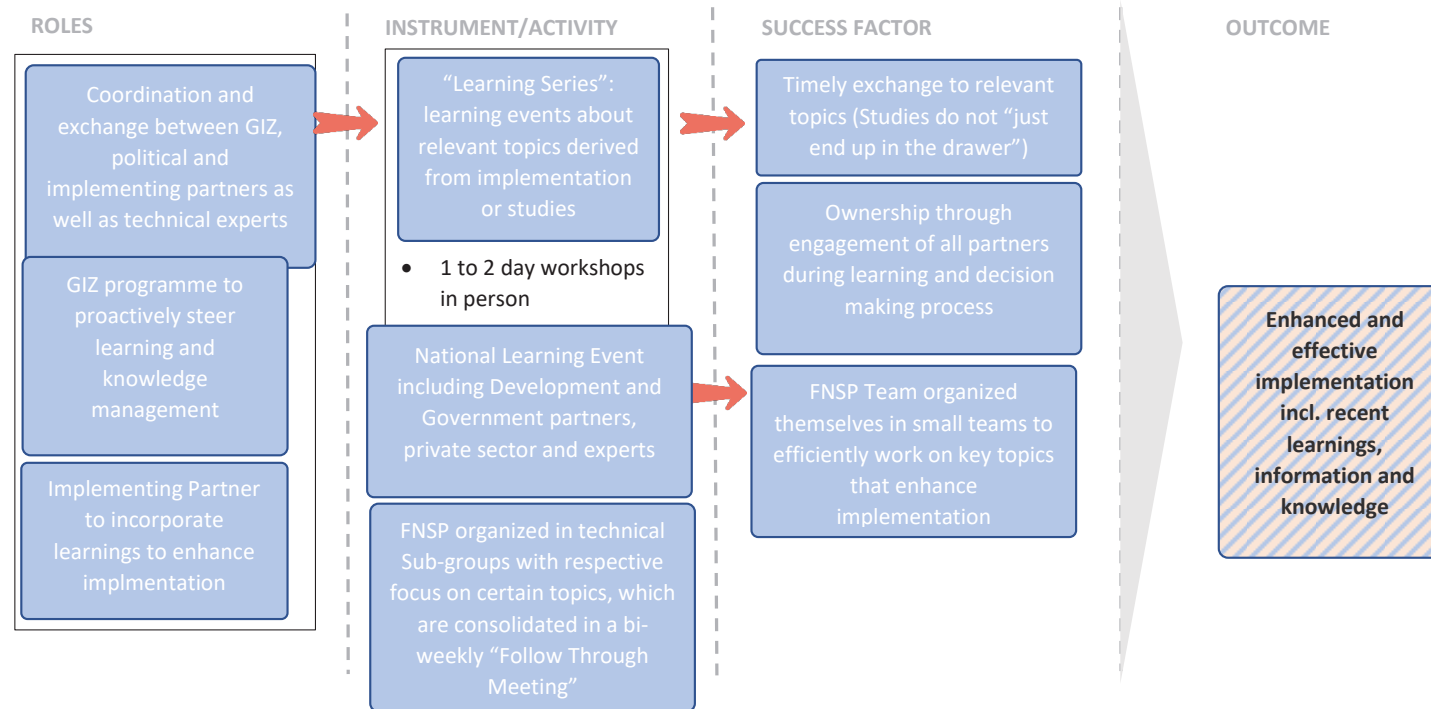 ROLES
Coordination and
exchange between GIZ,
political and
implementing partners as
well as technical experts
GIZ programme to
proactively steer
learning and
knowledge
management
Implementing Partner
to incorporate
learnings to enhance
implmentation
INSTRUMENT/ACTIVITY
“Learning Series”:
learning events about
relevant topics derived
from implementation
or studies
• 1 to 2 day workshops
in person
National Learning Event
including Development and
Government partners,
private sector and experts
FNSP organized in technical
Sub-groups with respective
focus on certain topics, which
are consolidated in a bi-
weekly “Follow Through
Meeting”
SUCCESS FACTOR
Timely exchange to relevant
topics (Studies do not “just
end up in the drawer”)
Ownership through
engagement of all partners
during learning and decision
making process
FNSP Team organized
themselves in small teams to
efficiently work on key topics
that enhance
implementation
OUTCOME
Enhanced and
effective
implementation
incl. recent
learnings,
information and
knowledge